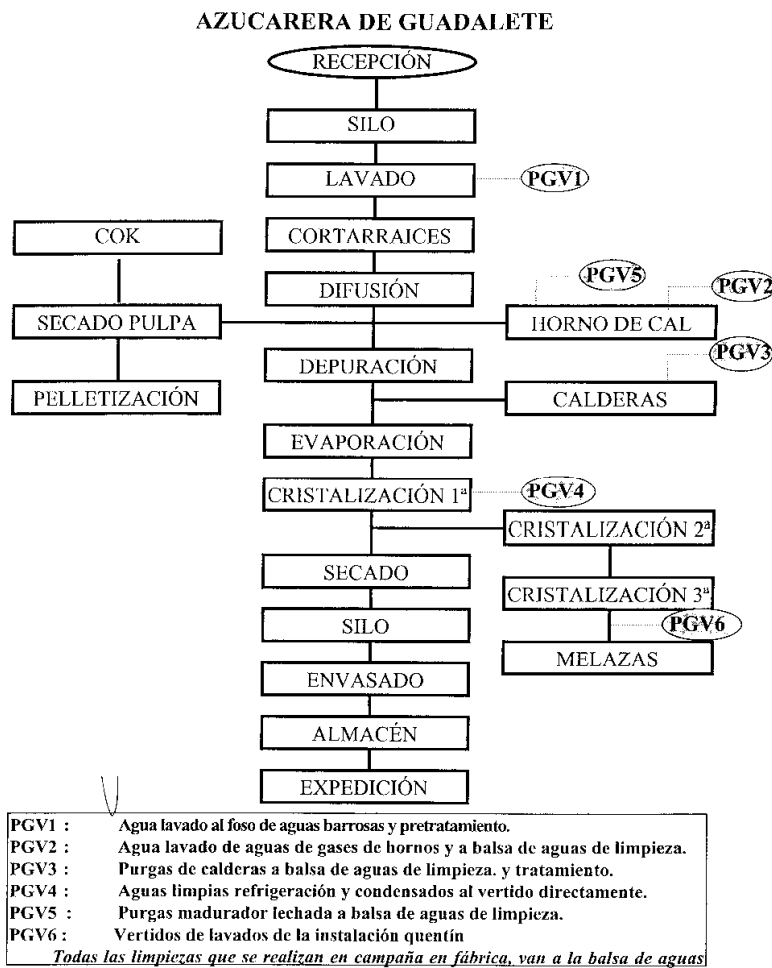 AZUCARERA DE GUADALETE
RECEPCIÓN
SILO
LAVADO
PGV1
COK
CORTARRAICES
DIFUSIÓN
PGV5
PGV2
SECADO PULPA
HORNO DE CAL
DEPURACIÓN
PGV3
PELLETIZACIÓN
CALDERAS
EVAPORACIÓN
CRISTALIZACIÓN 1ª
PGV4
CRISTALIZACIÓN 2ª
SECADO
CRISTALIZACIÓN 3ª
SILO
PGV6
MELAZAS
ENVASADO
ALMACÉN
EXPEDICIÓN
PGV1 : Agua lavado al foso de aguas barrosas y pretratamiento.
PGV2 : Agua lavado de aguas de gases de hornos y a balsa de aguas de limpieza.
PGV3 : Purgas de calderas a balsa de aguas de limpieza. y tratamiento.
PGV4 : Aguas limpias refrigeración y condensados al vertido directamente.
PGV5 : Purgas madurador lechada a balsa de aguas de limpieza.
PGV6 : Vertidos de lavados de la instalación quentín
Todas las limpiezas que se realizan en campaña en fábrica, van a la balsa de aguas